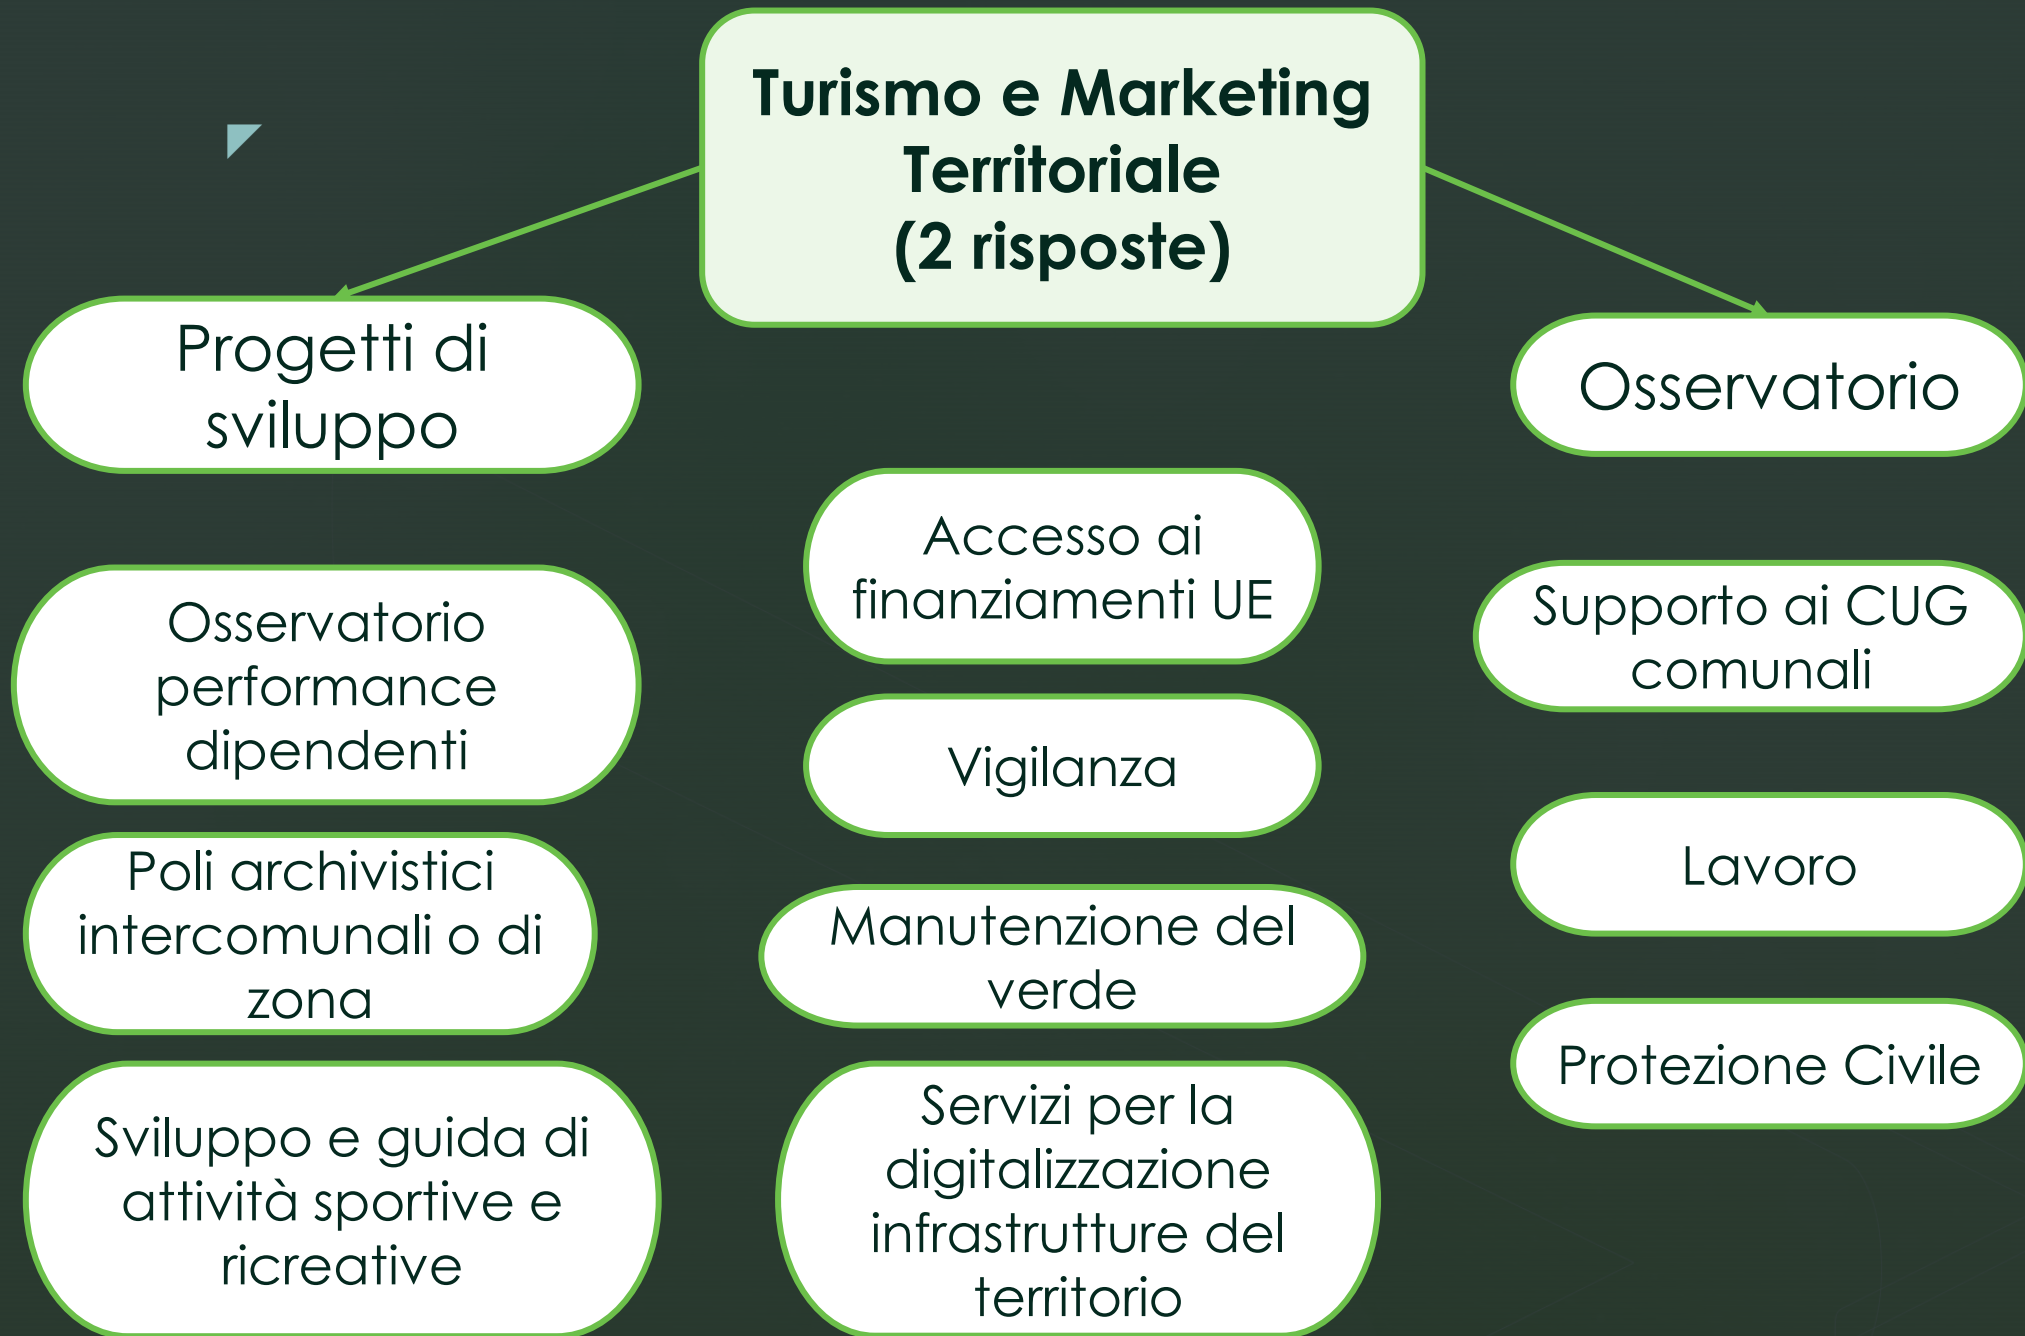 Turismo e Marketing
Territoriale
(2 risposte)
Progetti di
sviluppo
Osservatorio
Accesso ai
finanziamenti UE
Osservatorio
performance
dipendenti
Supporto ai CUG
comunali
Vigilanza
Poli archivistici
intercomunali o di
zona
Manutenzione del
verde
Lavoro
Sviluppo e guida di
attività sportive e
ricreative
Servizi per la
digitalizzazione
infrastrutture del
territorio
Protezione Civile